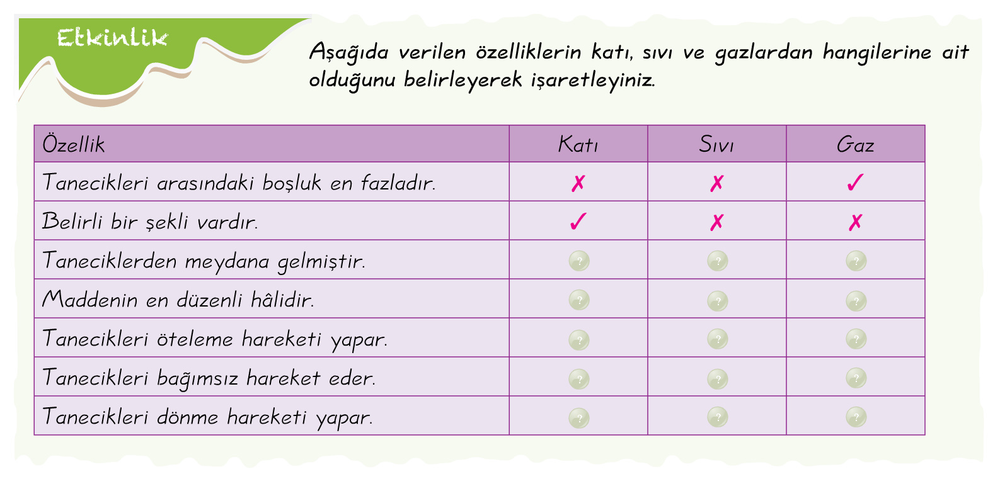 Etkinlik
Aşağıda verilen özelliklerin katı, sıvı ve gazlardan hangilerine ait
olduğunu belirleyerek işaretleyiniz.
Özellik Katı Sıvı Gaz
Tanecikleri arasındaki boşluk en fazladır. ✗ ✗ ✓
Belirli bir şekli vardır. ✓ ✗ ✗
Taneciklerden meydana gelmiştir. ? ? ?
Maddenin en düzenli hâlidir. ? ? ?
Tanecikleri öteleme hareketi yapar. ? ? ?
Tanecikleri bağımsız hareket eder. ? ? ?
Tanecikleri dönme hareketi yapar. ? ? ?